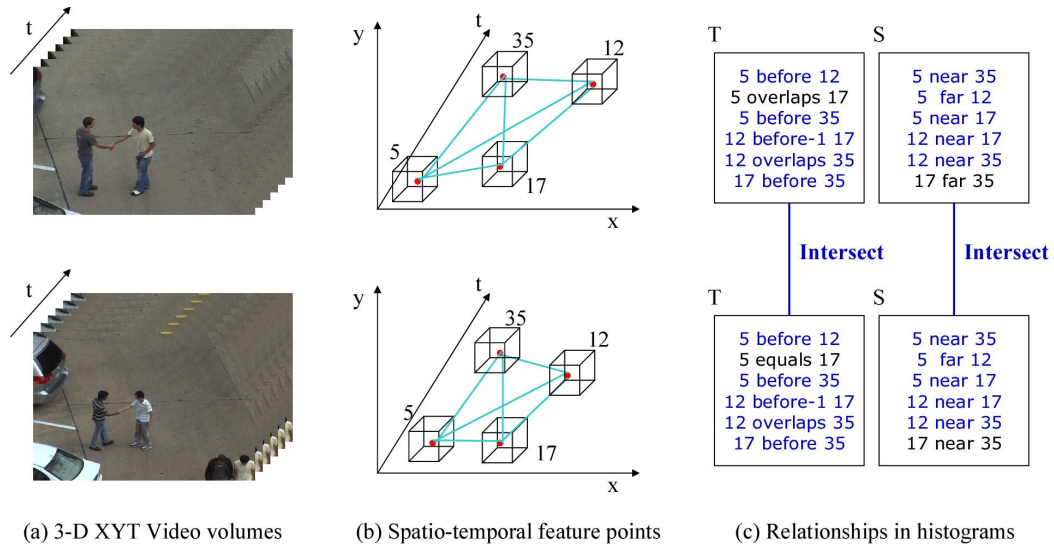 t
y
t
35
12
5
17
x
T
S
5 before 12
5 overlaps 17
5 before 35
12 before-1 17
12 overlaps 35
17 before 35
5 near 35
5 far 12
5 near 17
12 near 17
12 near 35
17 far 35
Intersect
Intersect
t
y
t
35
12
5
17
x
T
S
5 before 12
5 equals 17
5 before 35
12 before-1 17
12 overlaps 35
17 before 35
5 near 35
5 far 12
5 near 17
12 near 17
12 near 35
17 near 35
(a) 3-D XYT Video volumes
(b) Spatio-temporal feature points
(c) Relationships in histograms